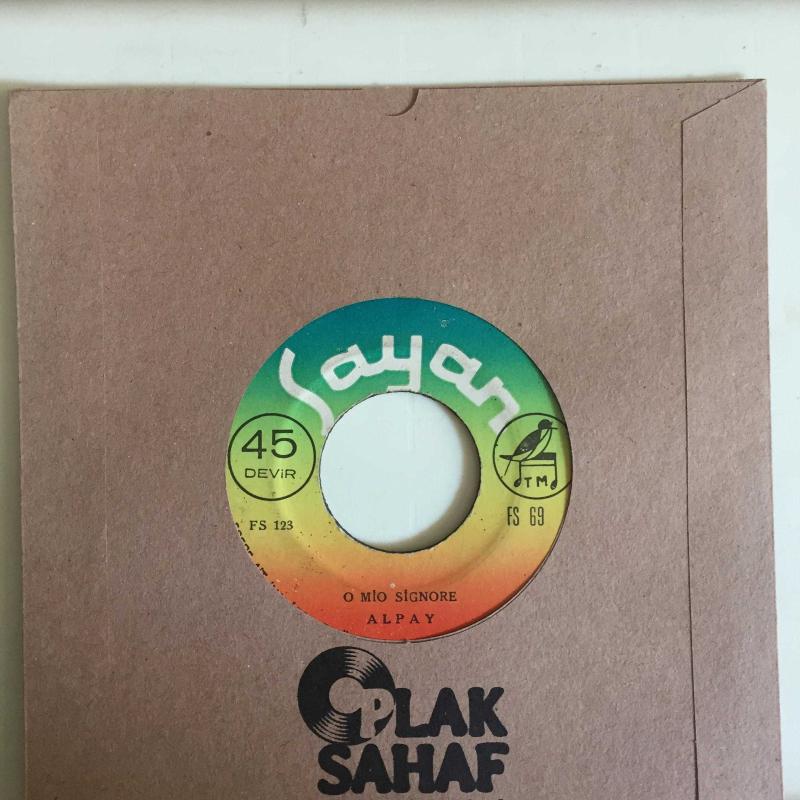 Sayan
45
DEVİR
TM
FS 123
FS 69
O MİO SİGNORE
ALPAY
PLAK
SAHAF